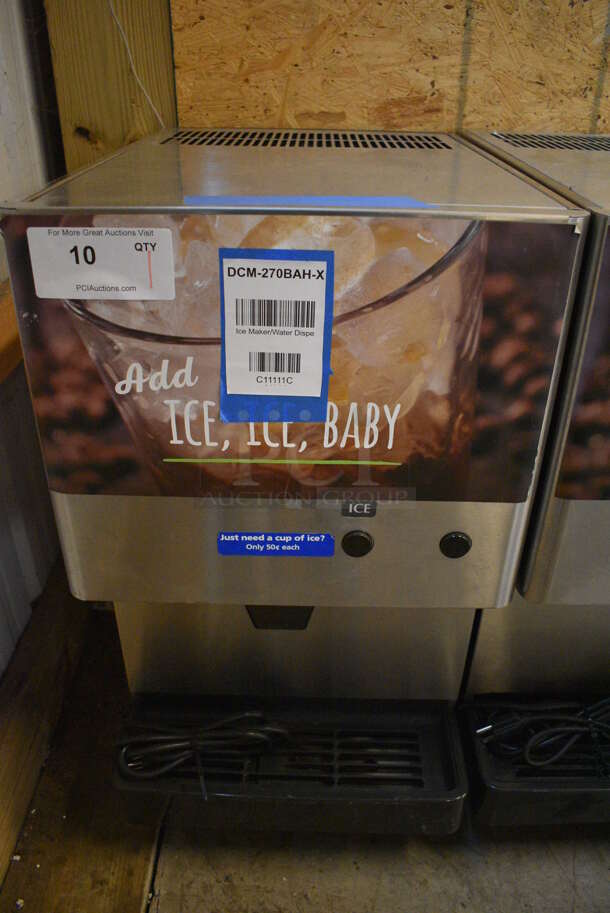 For More Great Auctions Visit
10
QTY
PCIAuctions.com
DCM-270BAH-X
Ice Maker/Water Dispe
C11111C
Add
ICE, ICE, BABY
PCI
AUCTION GROUP
ICE
Just need a cup of ice?
Only 50¢ each